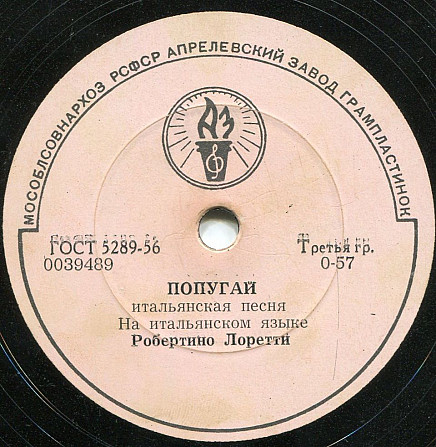 МОСОБЛСОВНАРХОЗ РСФСР АПРЕЛЕВСКИЙ ЗАВОД ГРАМПЛАСТИНОК
АЗ
ГОСТ 5289-56
Третья гр.
0039489
0-57
ПОПУГАЙ
итальянская песня
На итальянском языке
Робертино Лоретти